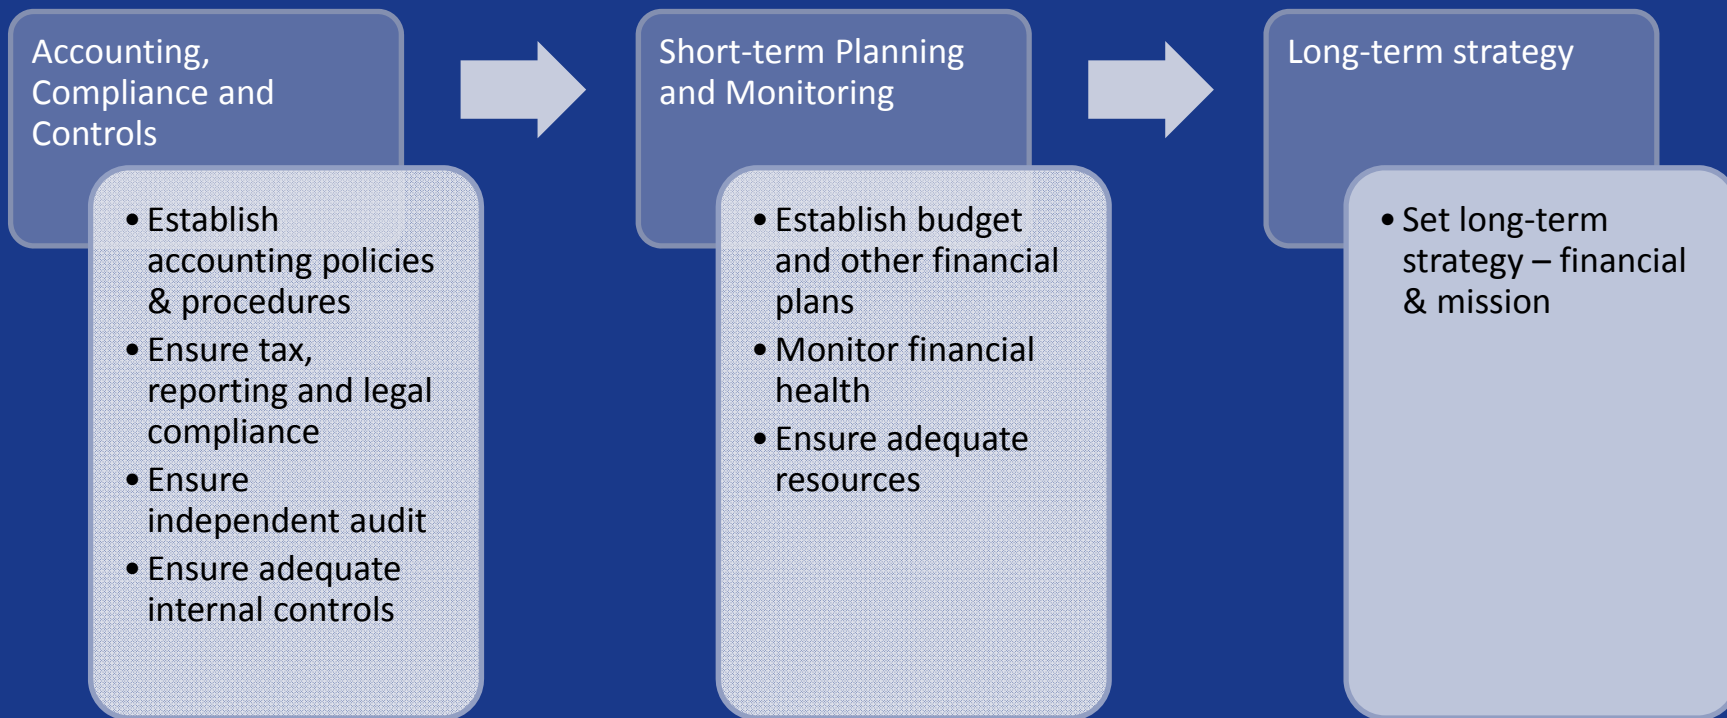 Accounting,
Compliance and
Controls
• Establish
accounting policies
& procedures
• Ensure tax,
reporting and legal
compliance
• Ensure
independent audit
• Ensure adequate
internal controls
Short-term Planning
and Monitoring
• Establish budget
and other financial
plans
• Monitor financial
health
• Ensure adequate
resources
Long-term strategy
• Set long-term
strategy – financial
& mission